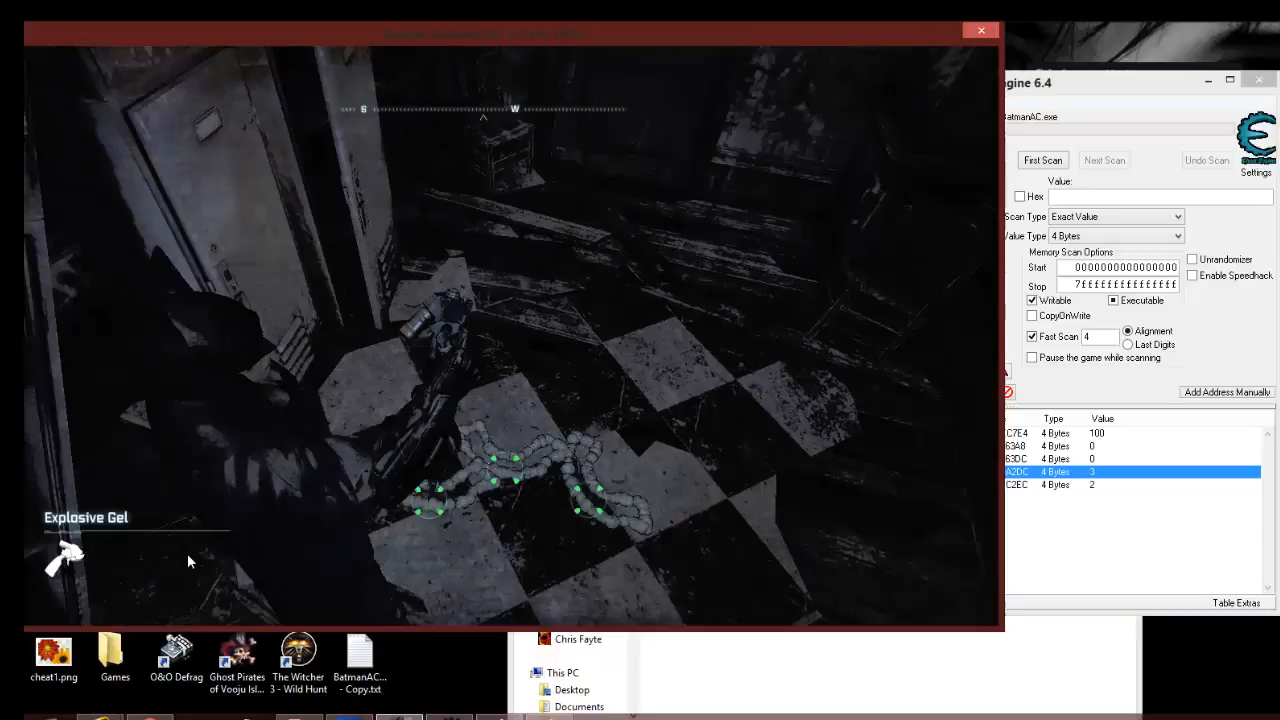 S
W
Explosive Gel
ngine 6.4
BatmanAC.exe
First Scan
Next Scan
Undo Scan
Settings
Value:
Hex
Scan Type
Exact Value
Value Type
4 Bytes
Memory Scan Options
Start
0000000000000000
Stop
7fffffffffffffff
Unrandomizer
Enable Speedhack
Writable
Executable
CopyOnWrite
Fast Scan
4
Alignment
Last Digits
Pause the game while scanning
Add Address Manually
Type
Value
C7E4 4 Bytes 100
63A8 4 Bytes 0
63DC 4 Bytes 0
A2DC 4 Bytes 3
C2EC 4 Bytes 2
Table Extras
cheat1.png
Games
O&O Defrag
Ghost Pirates
of Vooju Isl...
The Witcher
3 - Wild Hunt
BatmanAC...
- Copy.txt
Chris Fayte
This PC
Desktop
Documents